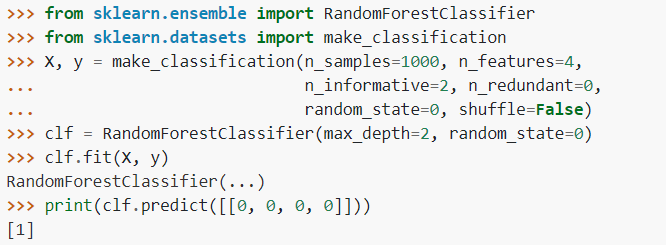 >>> from sklearn.ensemble import RandomForestClassifier
>>> from sklearn.datasets import make_classification
>>> X, y = make_classification(n_samples=1000, n_features=4,
...                            n_informative=2, n_redundant=0,
...                            random_state=0, shuffle=False)
>>> clf = RandomForestClassifier(max_depth=2, random_state=0)
>>> clf.fit(X, y)
RandomForestClassifier(...)
>>> print(clf.predict([[0, 0, 0, 0]]))
[1]